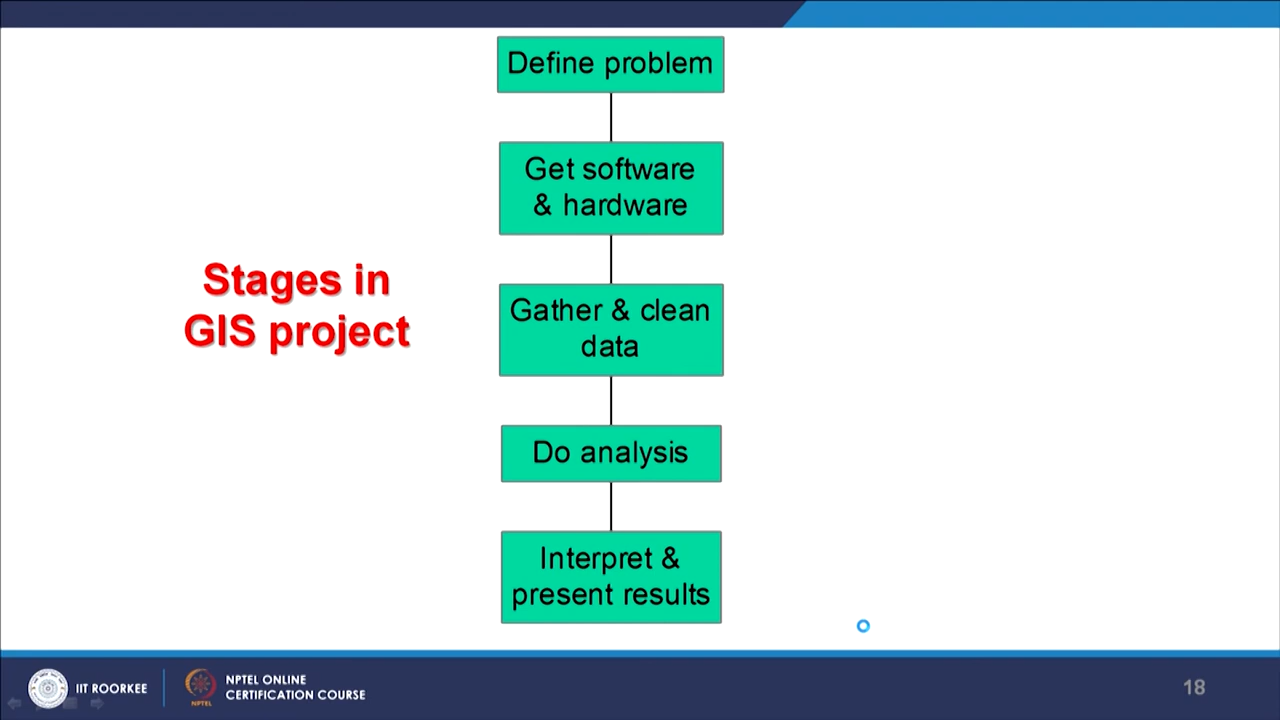 Define problem
Get software
& hardware
Stages in
GIS project
Gather & clean
data
Do analysis
Interpret &
present results
IIT ROORKEE
NPTEL
NPTEL ONLINE
CERTIFICATION COURSE
18